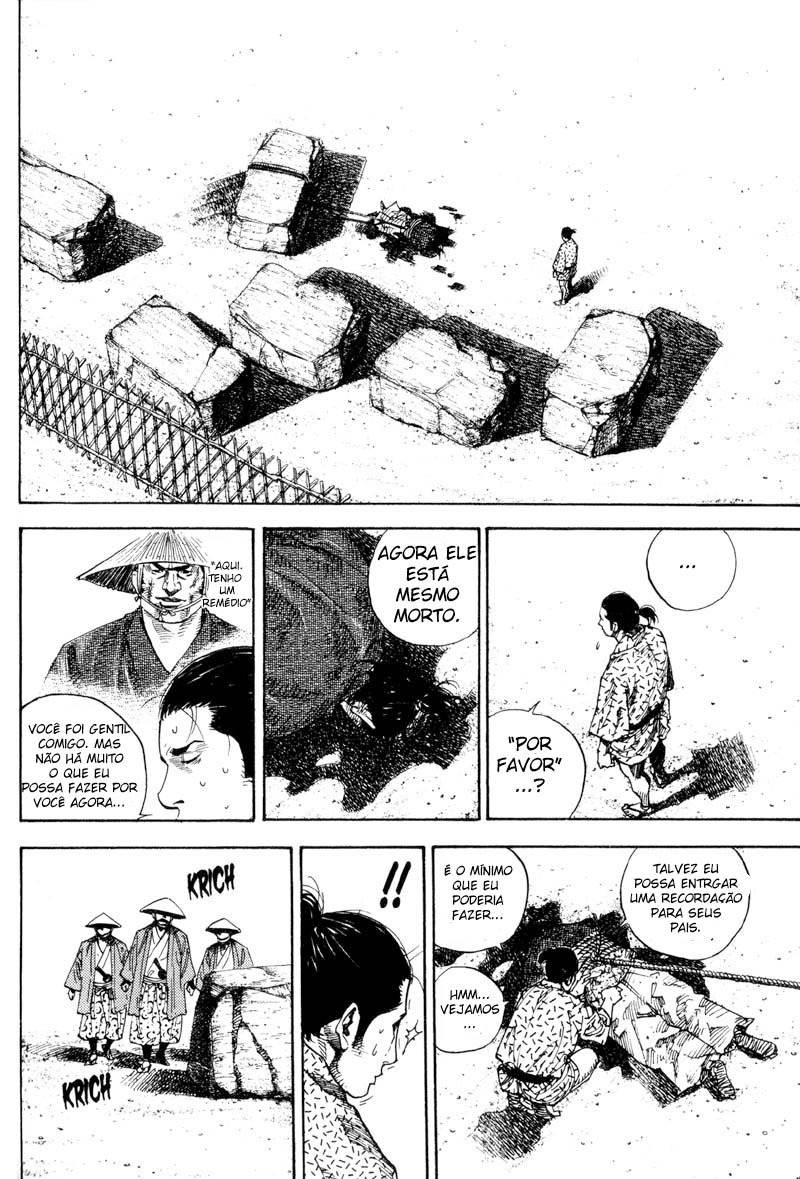 ...
“POR
FAVOR”
...?
AGORA ELE
ESTÁ
MESMO
MORTO.
“AQUI.
TENHO
UM
REMÉDIO”
VOCÊ FOI GENTIL
COMIGO. MAS
NÃO HÁ MUITO
O QUE EU
POSSA FAZER POR
VOCÊ AGORA...
TALVEZ EU
POSSA ENTRGAR
UMA RECORDAÇÃO
PARA SEUS
PAIS.
É O MÍNIMO
QUE EU
PODERIA
FAZER...
HMM...
VEJAMOS
...
!!
KRICH
KRICH